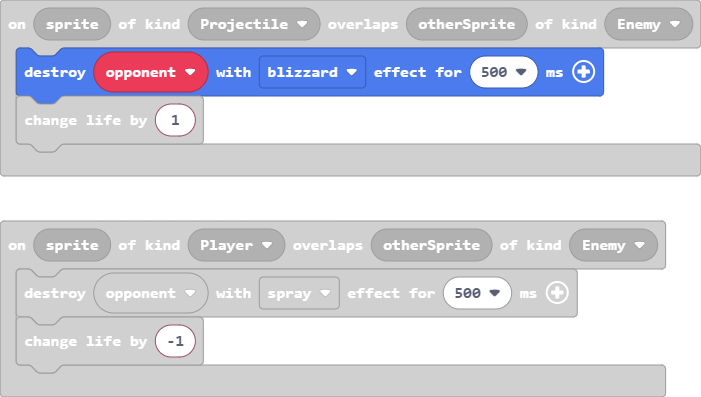 on sprite of kind Projectile overlaps otherSprite of kind Enemy
destroy opponent with blizzard effect for 500 ms
change life by 1
on sprite of kind Player overlaps otherSprite of kind Enemy
destroy opponent with spray effect for 500 ms
change life by -1